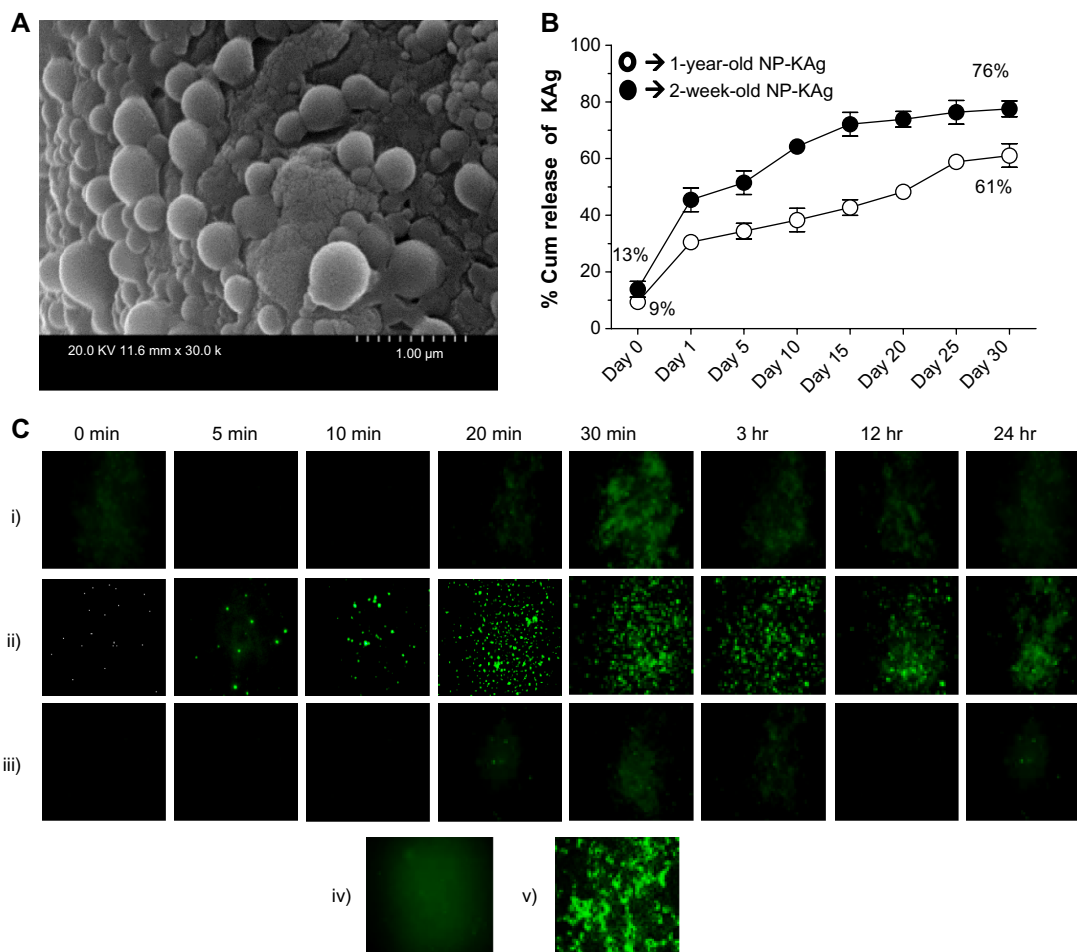 A
20.0 KV 11.6 mm x 30.0 k
1.00 µm
B
% Cum release of KAg
100
80
60
40
20
0
1-year-old NP-KAg
2-week-old NP-KAg
76%
61%
13%
9%
Day 0
Day 1
Day 5
Day 10
Day 15
Day 20
Day 25
Day 30
C
0 min
5 min
10 min
20 min
30 min
3 hr
12 hr
24 hr
i)
ii)
iii)
iv)
v)